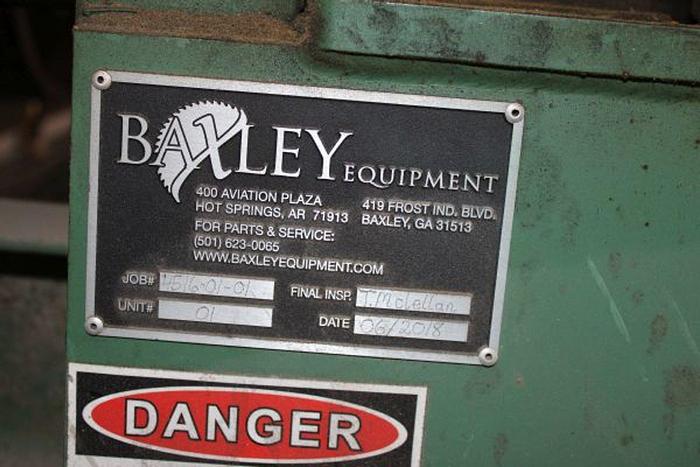 BAXLEY
EQUIPMENT
400 AVIATION PLAZA
HOT SPRINGS, AR 71913
419 FROST IND. BLVD.
BAXLEY, GA 31513
FOR PARTS & SERVICE:
(501) 623-0065
WWW.BAXLEYEQUIPMENT.COM
JOB# 4516-01-01
UNIT# 01
FINAL INSP. T. Mclellan
DATE 06/2018
DANGER